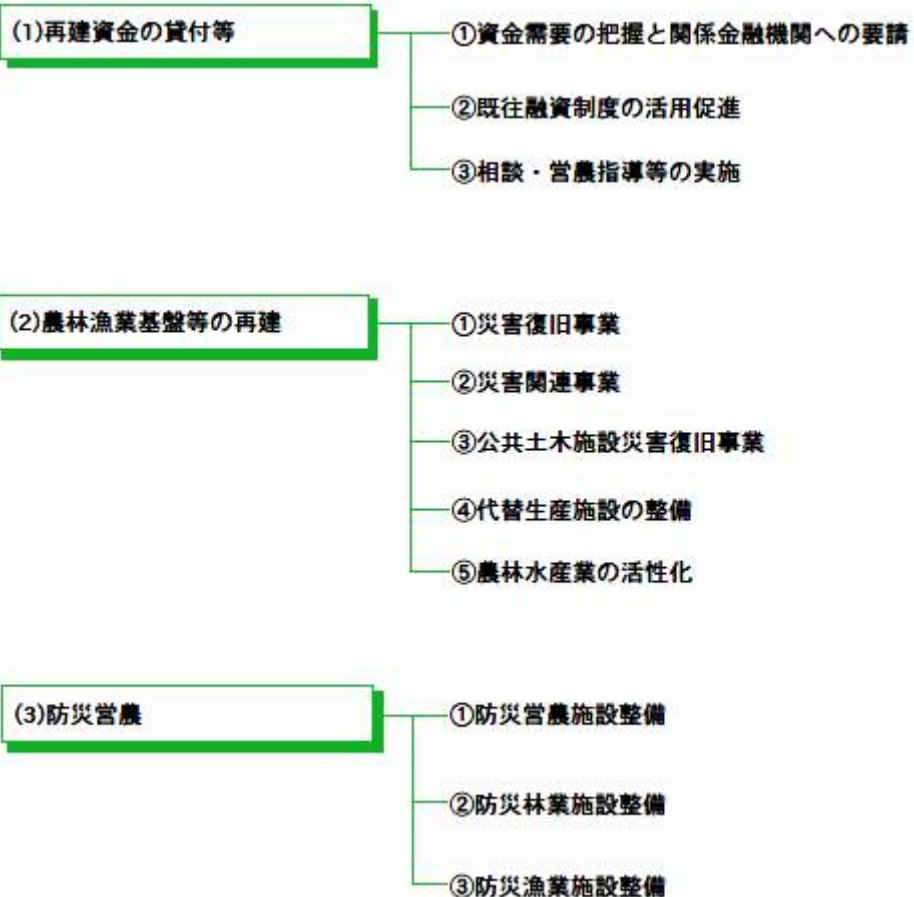 (1)再建資金の貸付等
①資金需要の把握と関係金融機関への要請
②既往融資制度の活用促進
③相談・営農指導等の実施
(2)農林漁業基盤等の再建
①災害復旧事業
②災害関連事業
③公共土木施設災害復旧事業
④代替生産施設の整備
⑤農林水産業の活性化
(3)防災営農
①防災営農施設整備
②防災林業施設整備
③防災漁業施設整備